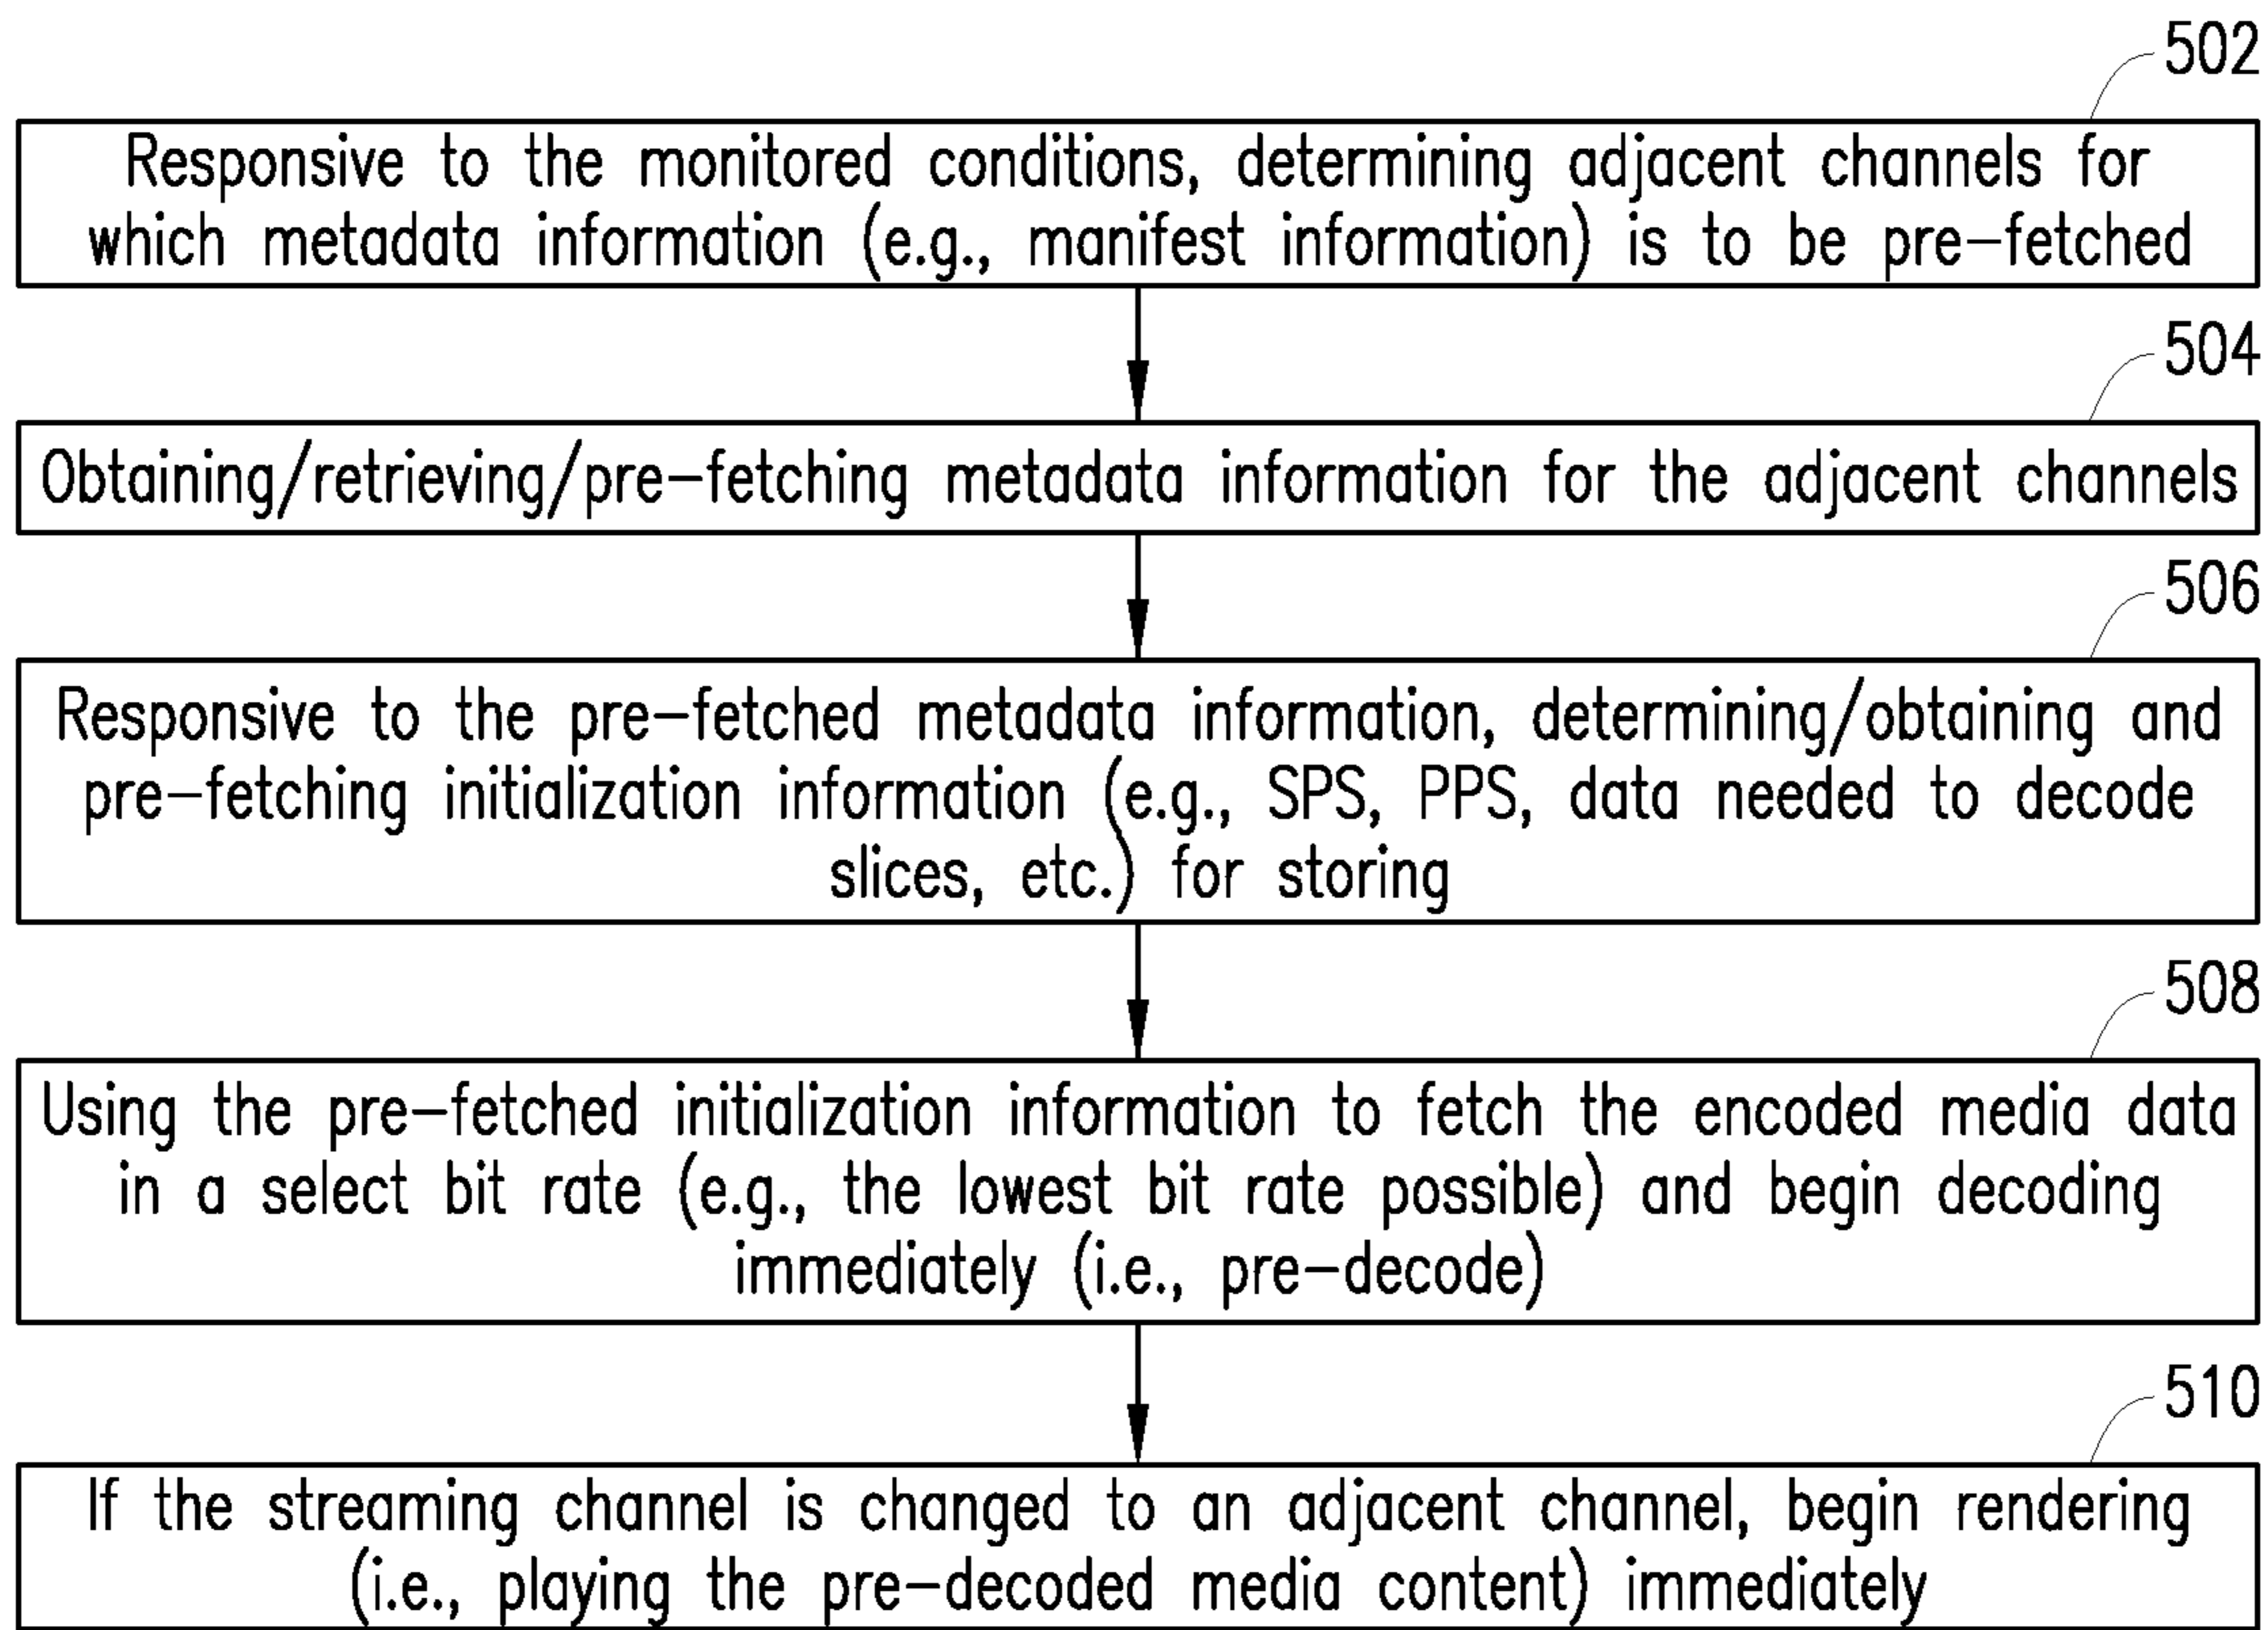 502
Responsive to the monitored conditions, determining adjacent channels for
which metadata information (e.g., manifest information) is to be pre-fetched
504
Obtaining/retrieving/pre-fetching metadata information for the adjacent channels
506
Responsive to the pre-fetched metadata information, determining/obtaining and
pre-fetching initialization information (e.g., SPS, PPS, data needed to decode
slices, etc.) for storing
508
Using the pre-fetched initialization information to fetch the encoded media data
in a select bit rate (e.g., the lowest bit rate possible) and begin decoding
immediately (i.e., pre-decode)
510
If the streaming channel is changed to an adjacent channel, begin rendering
(i.e., playing the pre-decoded media content) immediately